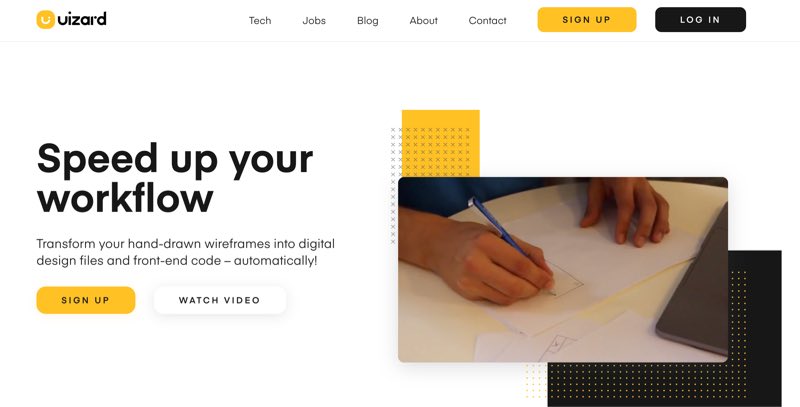 uizard
Tech
Jobs
Blog
About
Contact
SIGN UP
LOG IN
Speed up your
workflow
Transform your hand-drawn wireframes into digital
design files and front-end code – automatically!
SIGN UP
WATCH VIDEO